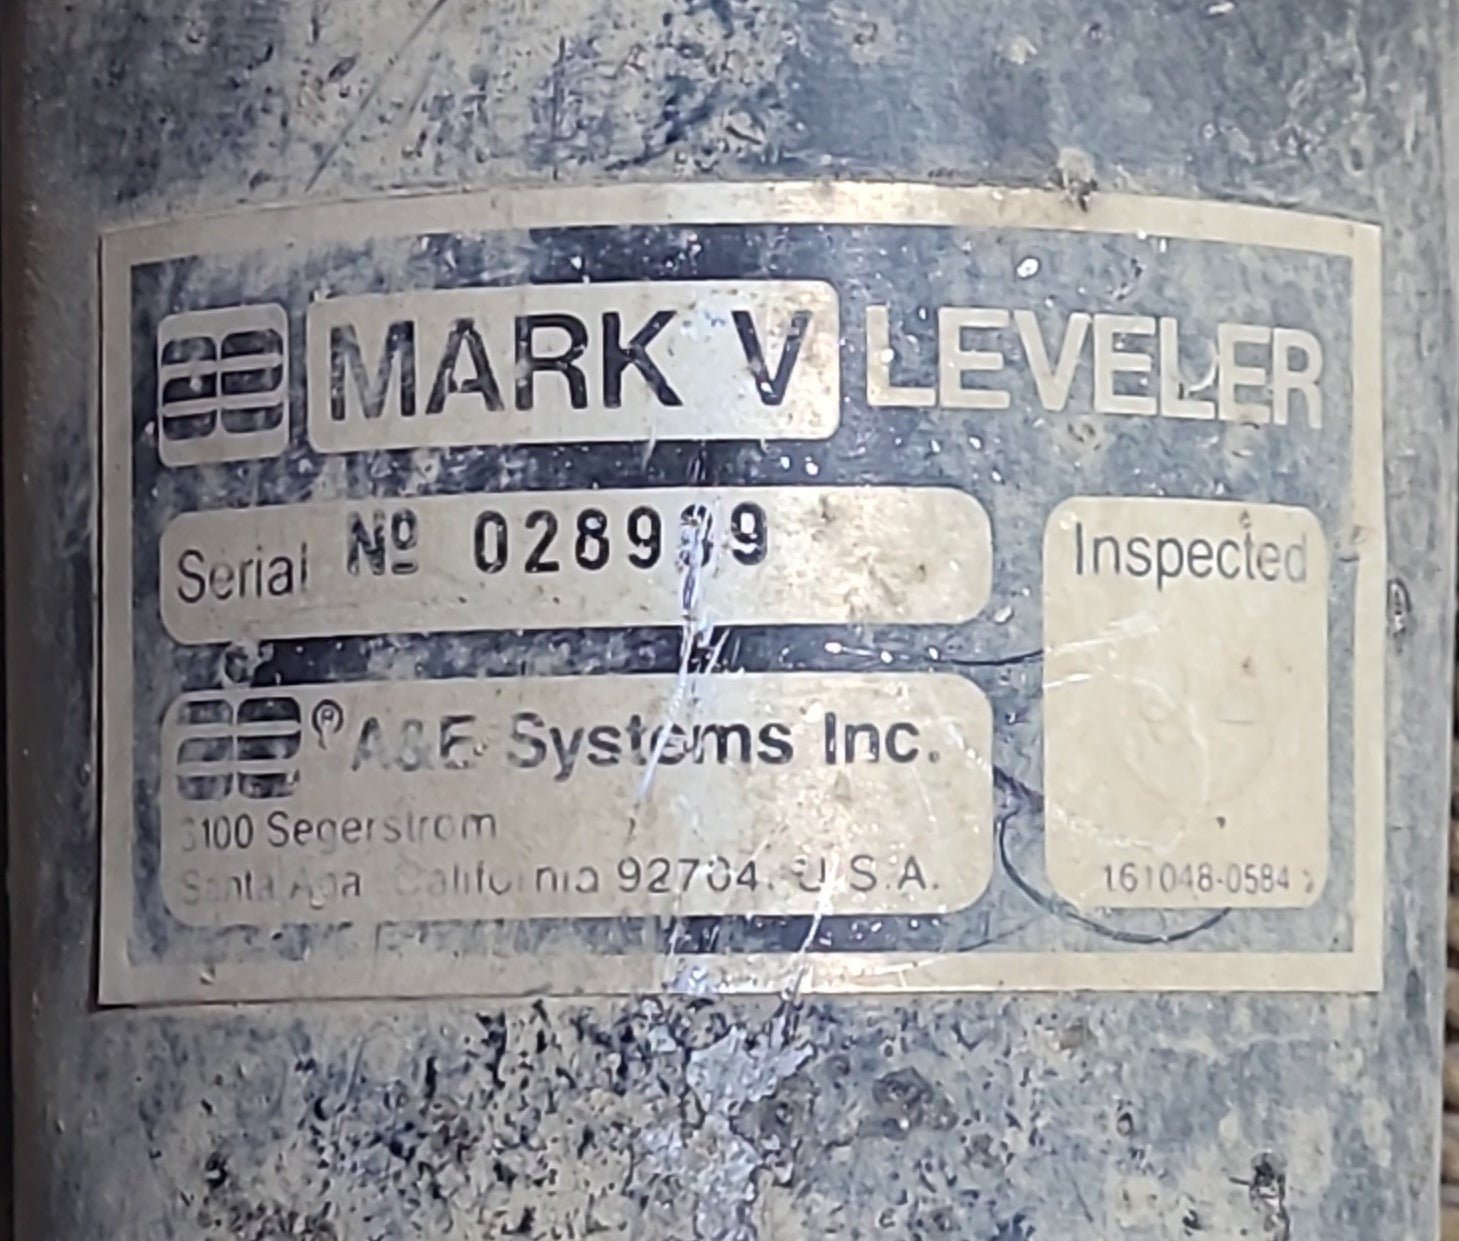 MARK V LEVELER
Serial Nº
Inspected
® A&E Systems Inc.
3100 Segerstrom
Santa Ana California 92704, U.S.A.
161048-0584